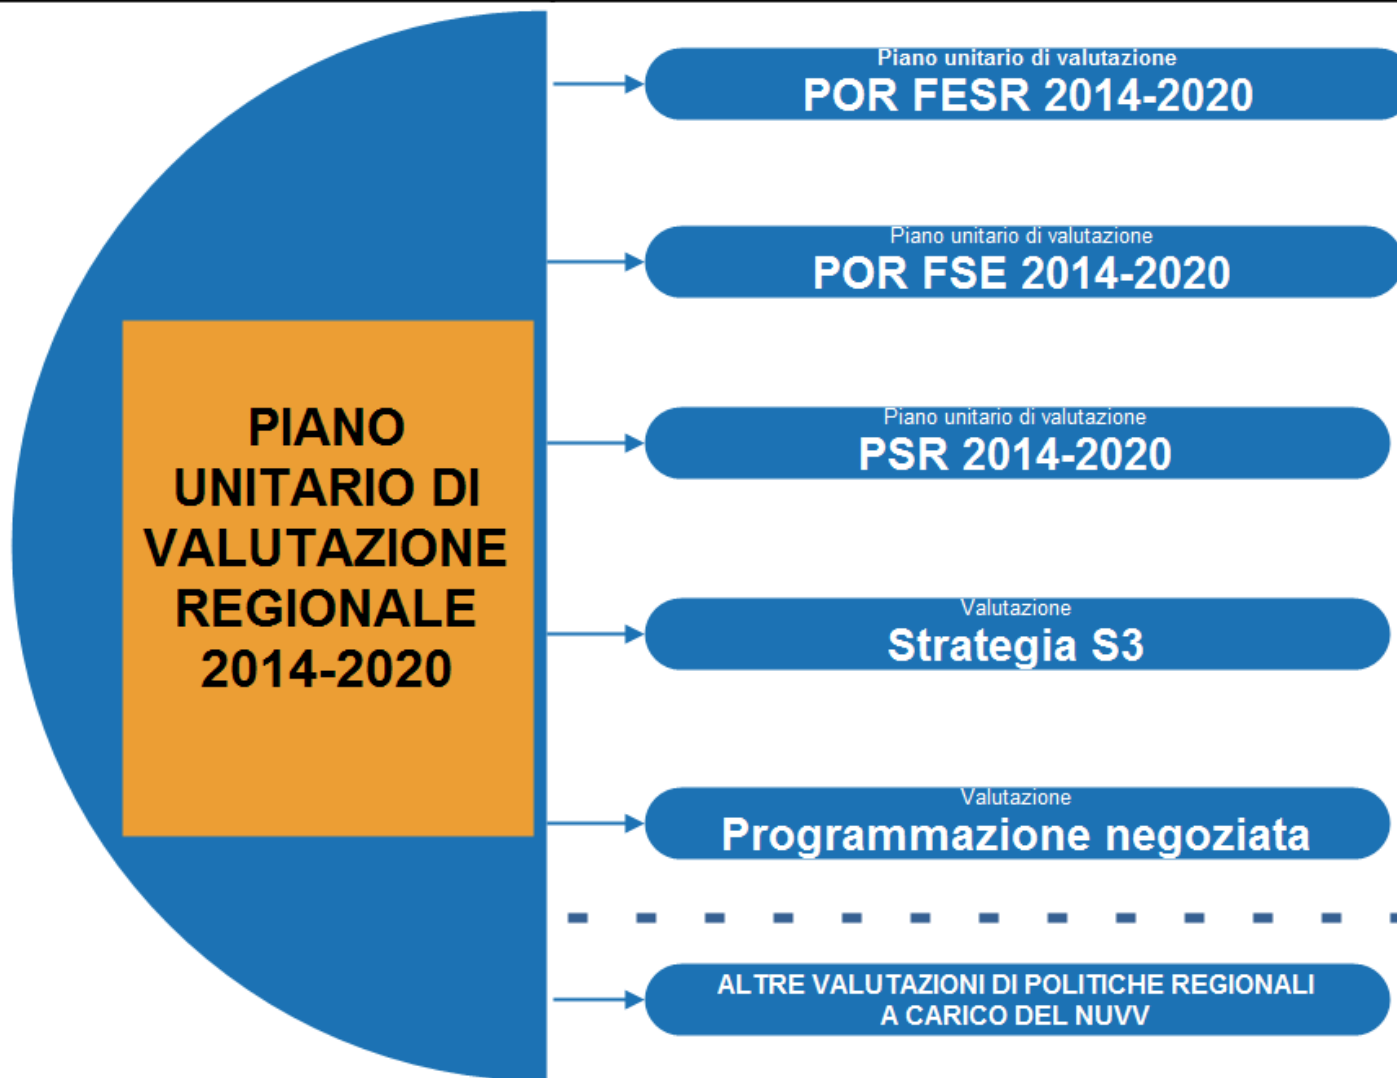 PIANO
UNITARIO DI
VALUTAZIONE
REGIONALE
2014-2020
Piano unitario di valutazione
POR FESR 2014-2020
Piano unitario di valutazione
POR FSE 2014-2020
Piano unitario di valutazione
PSR 2014-2020
Valutazione
Strategia S3
Valutazione
Programmazione negoziata
ALTRE VALUTAZIONI DI POLITICHE REGIONALI
A CARICO DEL NUVV